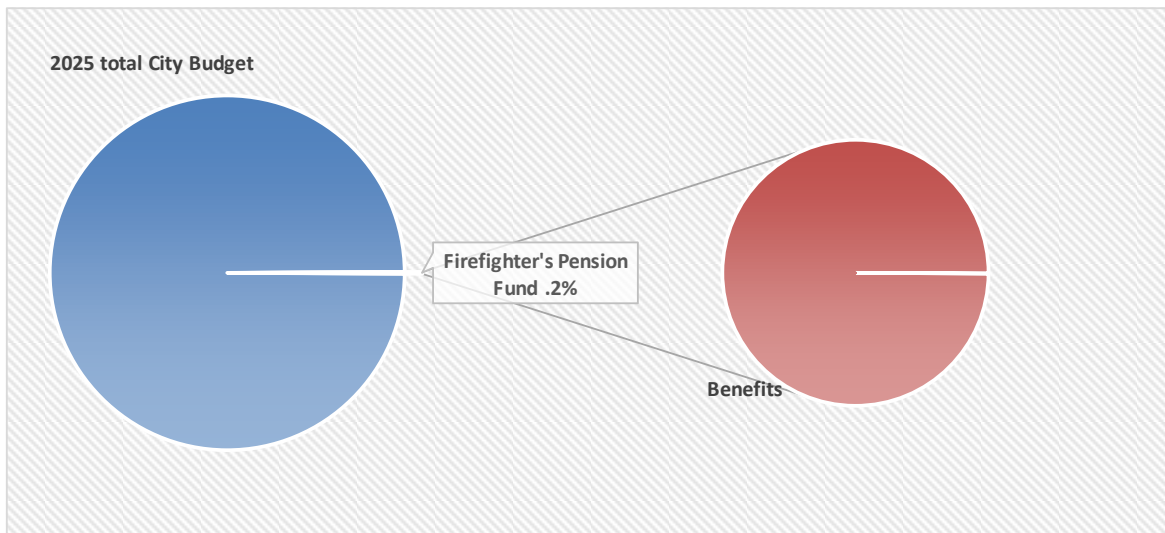 2025 total City Budget
Firefighter's Pension
Fund .2%
Benefits